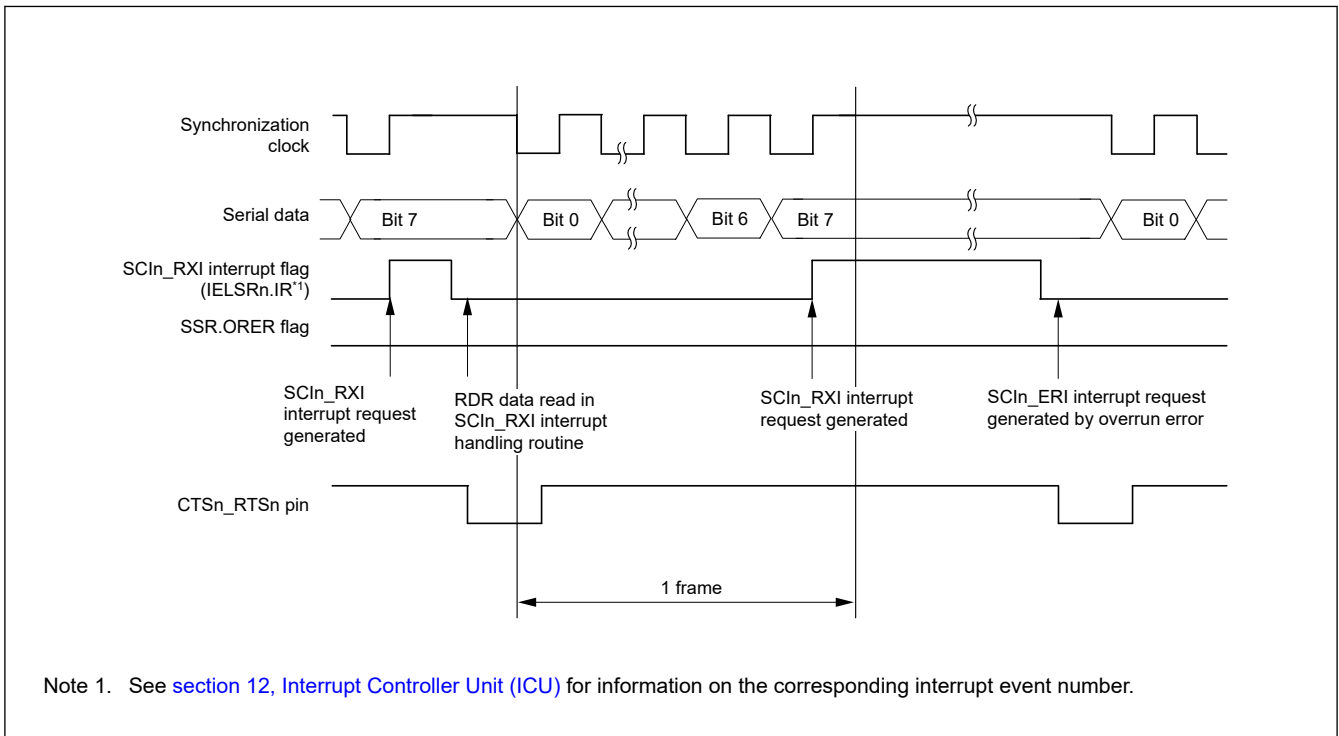 Synchronization
clock
Serial data
Bit 7
Bit 0
Bit 6
Bit 7
Bit 0
SCIn_RXI interrupt flag
(IELSRn.IR*1)
SSR.ORER flag
SCIn_RXI
interrupt request
generated
RDR data read in
SCIn_RXI interrupt
handling routine
SCIn_RXI interrupt
request generated
SCIn_ERI interrupt request
generated by overrun error
CTSn_RTSn pin
1 frame
Note 1. See section 12, Interrupt Controller Unit (ICU) for information on the corresponding interrupt event number.